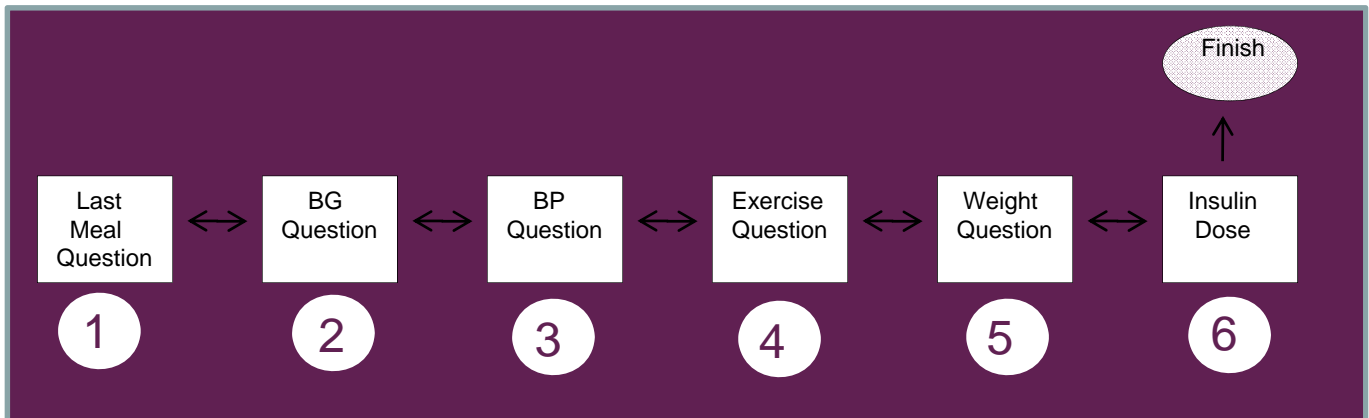 Finish
Last
Meal
Question
BG
Question
BP
Question
Exercise
Question
Weight
Question
Insulin
Dose
1
2
3
4
5
6